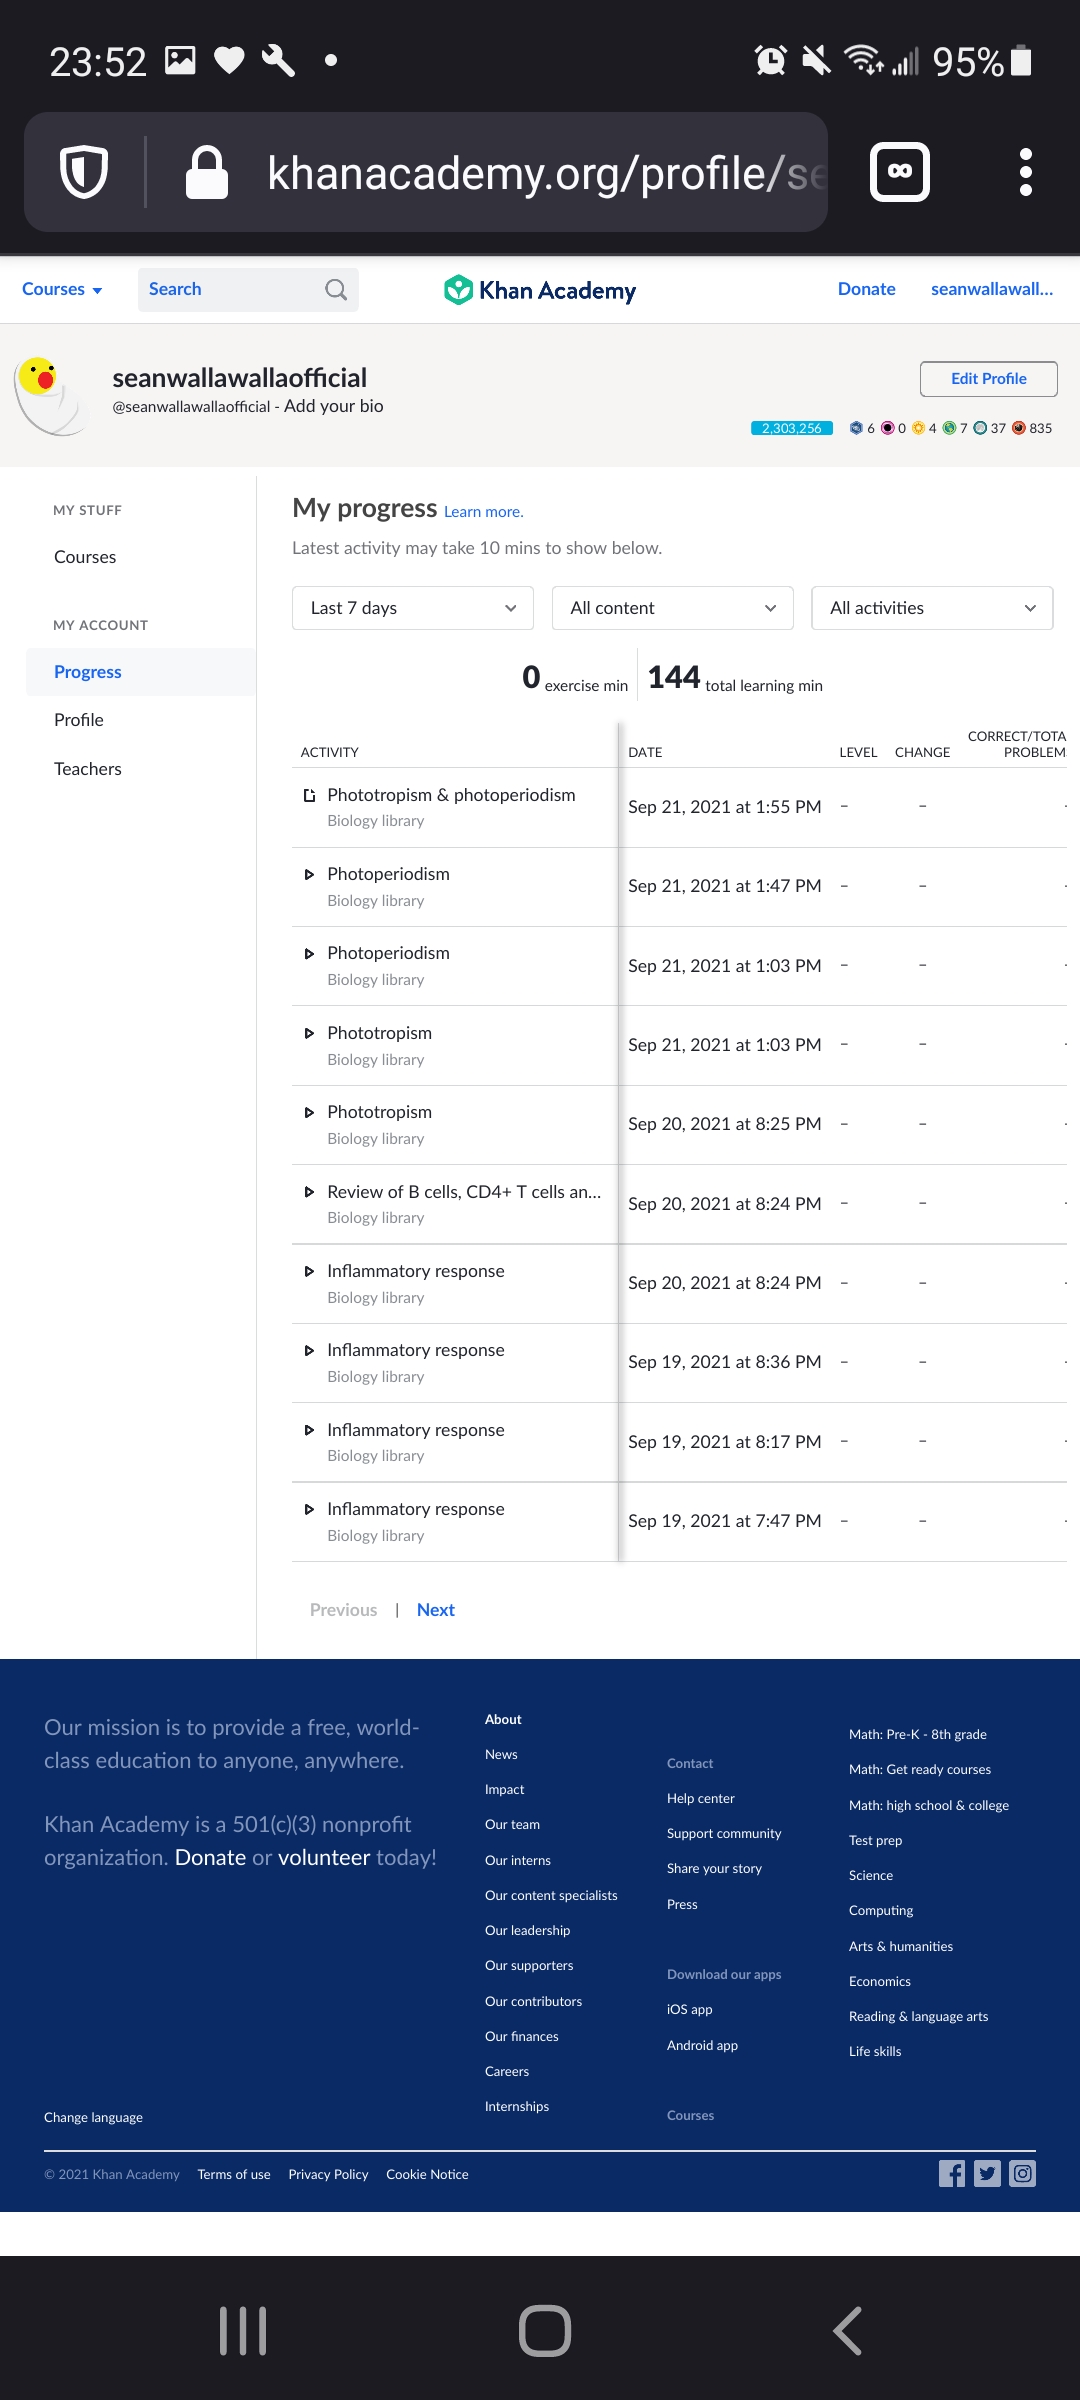 23:52
95%
khanacademy.org/profile/se
Courses
Search
Khan Academy
Donate
seanwallawall...
seanwallawallaofficial
@seanwallawallaofficial - Add your bio
Edit Profile
2,303,256 6 0 4 7 37 835
MY STUFF
Courses
MY ACCOUNT
Progress
Profile
Teachers
My progress Learn more.
Latest activity may take 10 mins to show below.
Last 7 days
All content
All activities
0 exercise min
144 total learning min
ACTIVITY
DATE
LEVEL
CHANGE
CORRECT/TOTA
PROBLEM
Phototropism & photoperiodism
Biology library
Sep 21, 2021 at 1:55 PM – –
Photoperiodism
Biology library
Sep 21, 2021 at 1:47 PM – –
Photoperiodism
Biology library
Sep 21, 2021 at 1:03 PM – –
Phototropism
Biology library
Sep 21, 2021 at 1:03 PM – –
Phototropism
Biology library
Sep 20, 2021 at 8:25 PM – –
Review of B cells, CD4+ T cells an...
Biology library
Sep 20, 2021 at 8:24 PM – –
Inflammatory response
Biology library
Sep 20, 2021 at 8:24 PM – –
Inflammatory response
Biology library
Sep 19, 2021 at 8:36 PM – –
Inflammatory response
Biology library
Sep 19, 2021 at 8:17 PM – –
Inflammatory response
Biology library
Sep 19, 2021 at 7:47 PM – –
Previous | Next
Our mission is to provide a free, world-
class education to anyone, anywhere.
Khan Academy is a 501(c)(3) nonprofit
organization. Donate or volunteer today!
Change language
About
News
Impact
Our team
Our interns
Our content specialists
Our leadership
Our supporters
Our contributors
Our finances
Careers
Internships
Contact
Help center
Support community
Share your story
Press
Download our apps
iOS app
Android app
Courses
Math: Pre-K - 8th grade
Math: Get ready courses
Math: high school & college
Test prep
Science
Computing
Arts & humanities
Economics
Reading & language arts
Life skills
© 2021 Khan Academy Terms of use Privacy Policy Cookie Notice